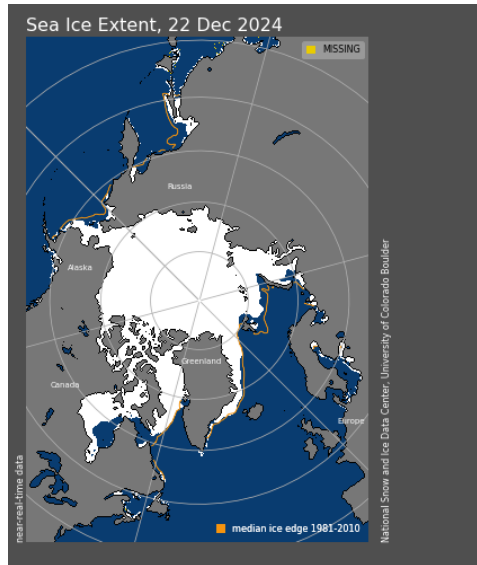 Sea Ice Extent, 22 Dec 2024
MISSING
Russia
Alaska
Greenland
Canada
Europe
near-real-time data
median ice edge 1981-2010
National Snow and Ice Data Center, University of Colorado Boulder